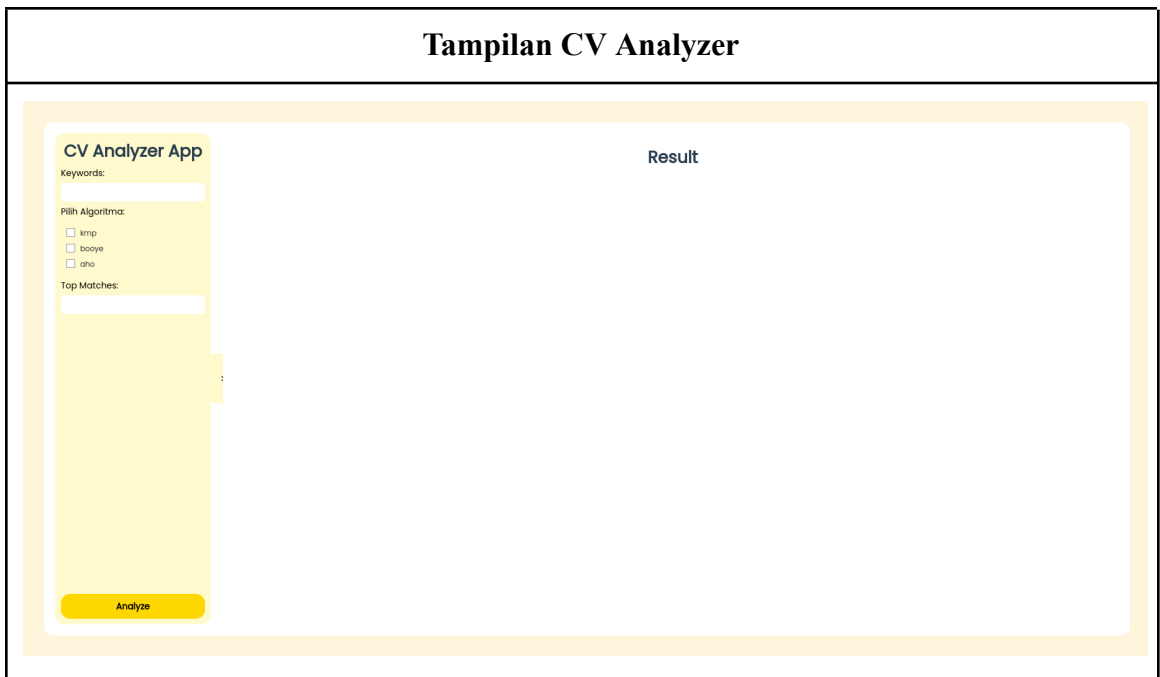 Tampilan CV Analyzer
CV Analyzer App
Keywords:
Pilih Algoritma:
kmp
booye
aho
Top Matches:
Analyze
Result